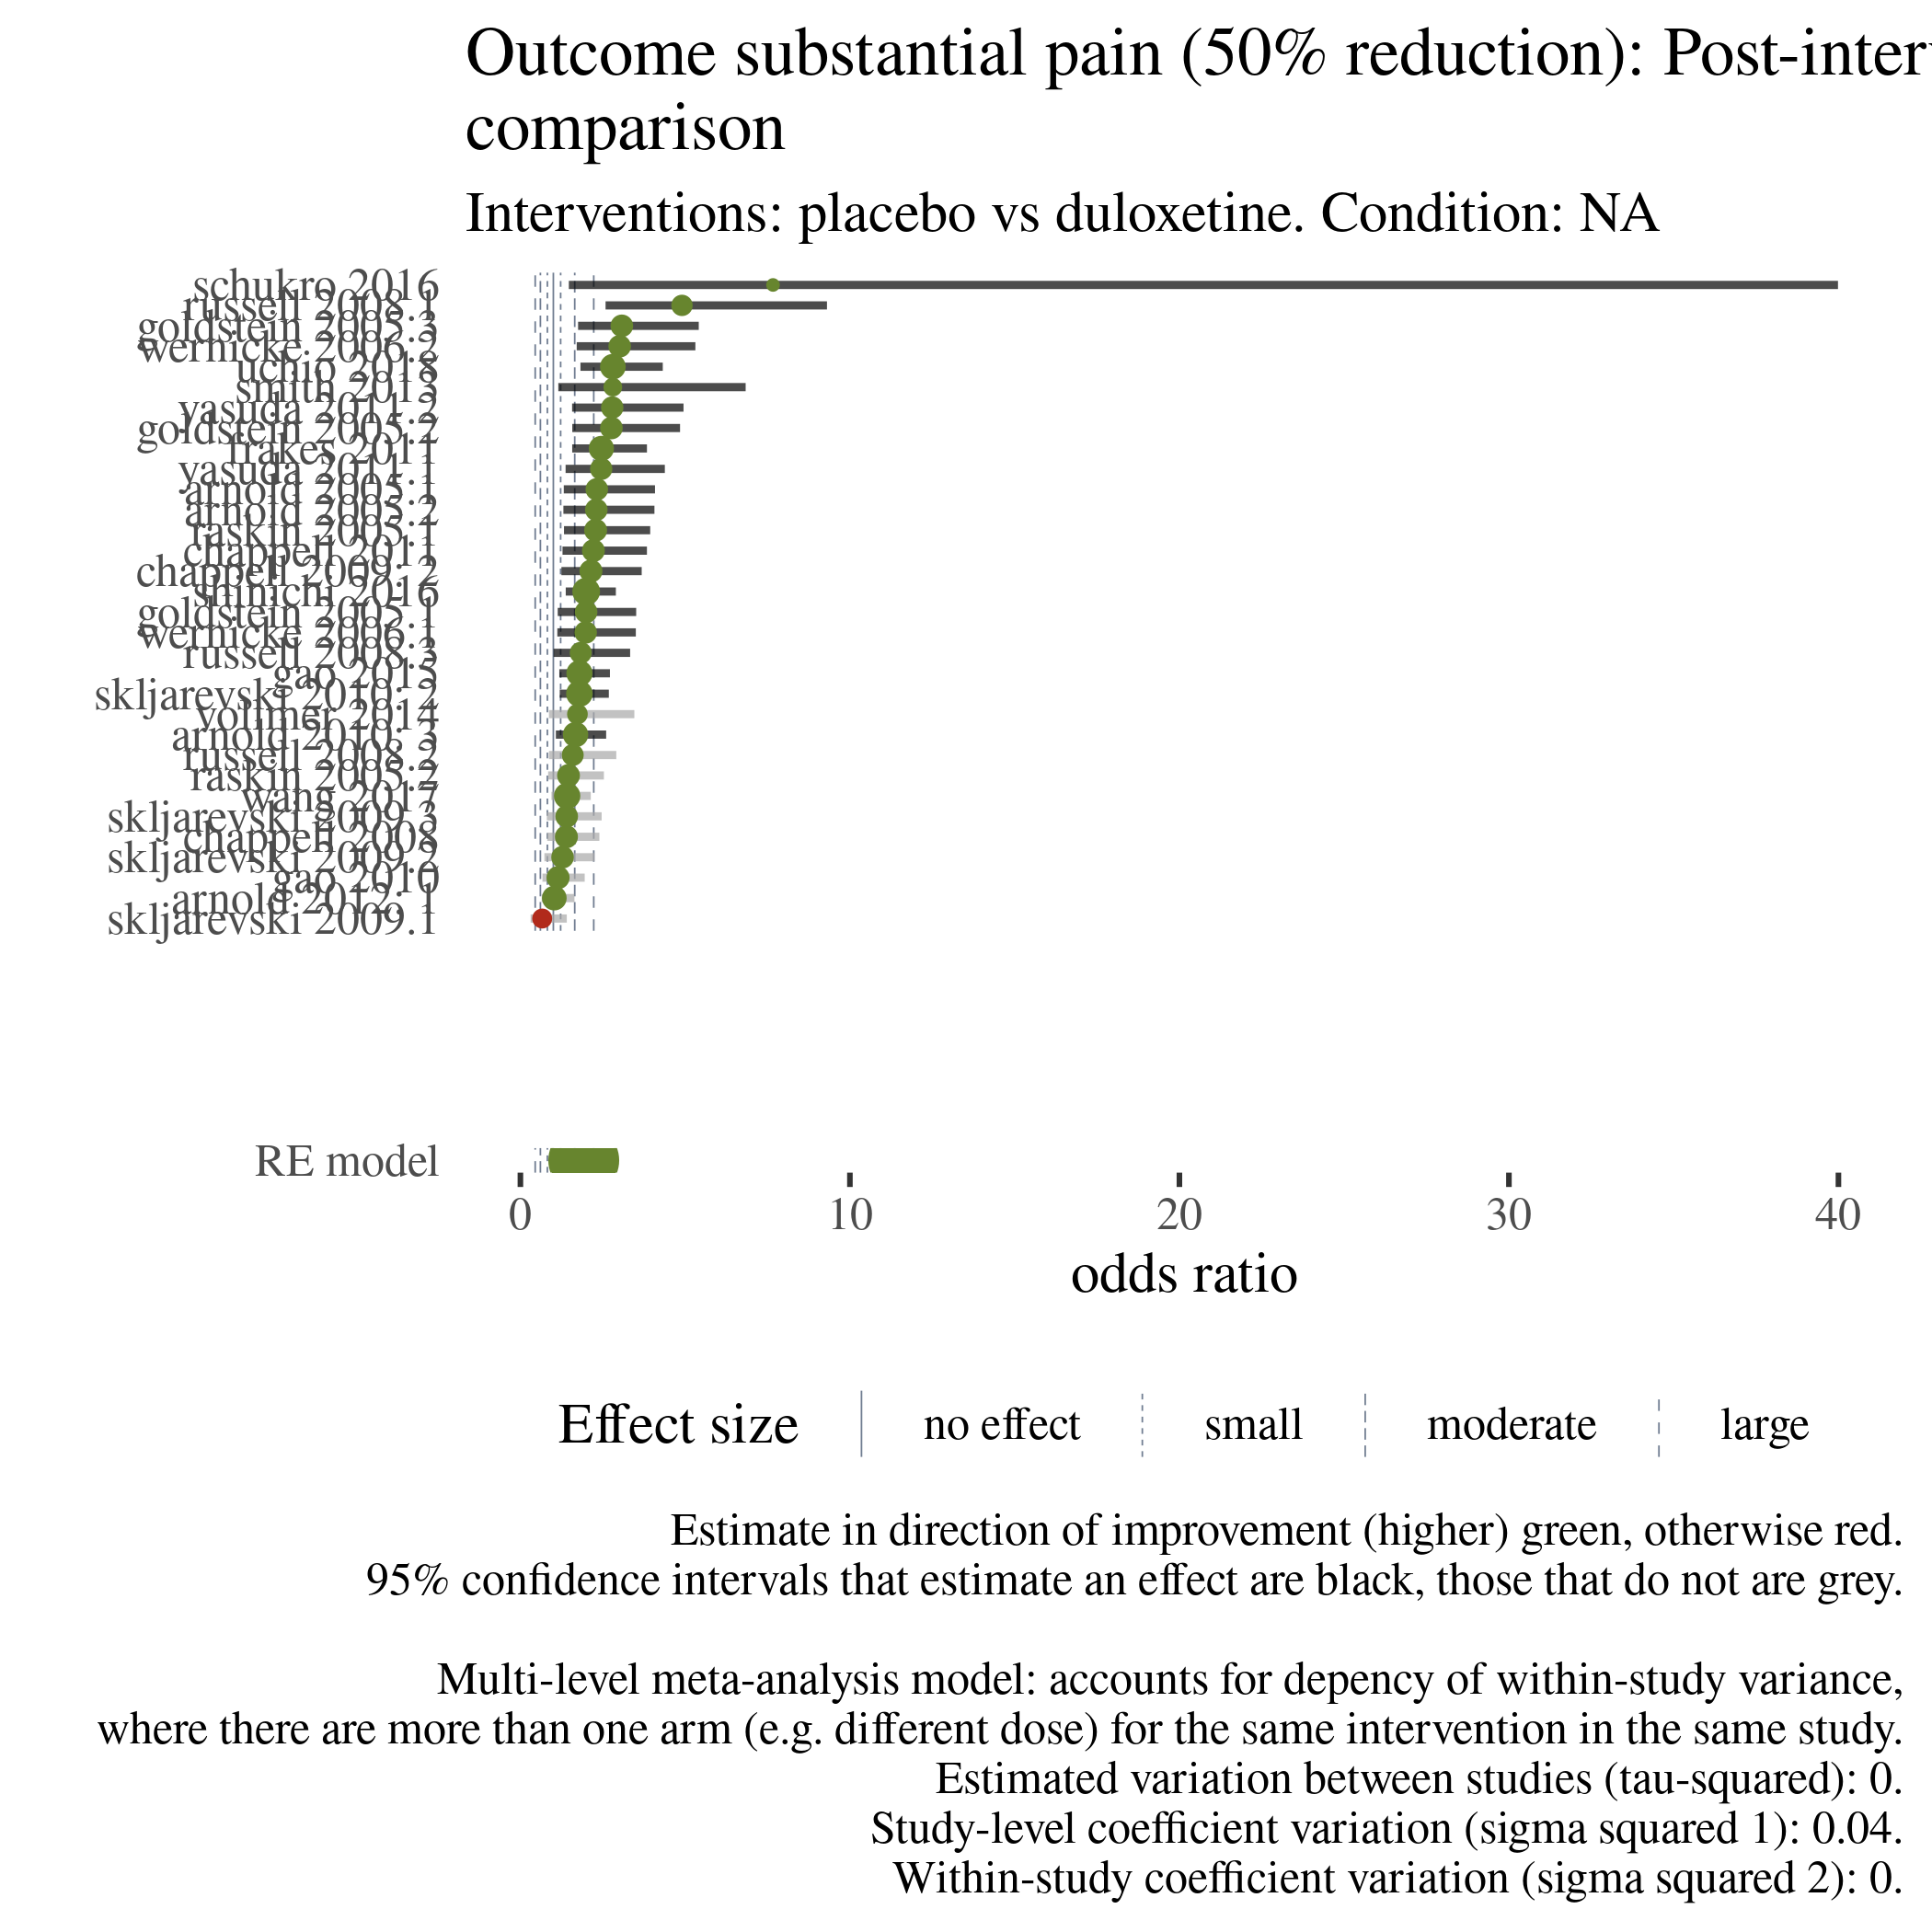 Outcome substantial pain (50% reduction): Post-inter
comparison
Interventions: placebo vs duloxetine. Condition: NA
schukro 2016
russell 2008.1
goldstein 2005.3
wernicke 2006.2
uchio 2018
smith 2013
yasuda 2011.2
goldstein 2005.2
frakes 2011
yasuda 2011.1
arnold 2005.1
arnold 2005.2
raskin 2005.1
chappell 2011
chappell 2009. 2
shinichi 2016
goldstein 2005.1
wernicke 2006.1
russell 2008.3
gao 2015
skljarevski 2010. 2
vollmer 2014
arnold 2010. 3
russell 2008.2
raskin 2005.2
wang 2017
skljarevski 2009.3
chappell 2008
skljarevski 2009.2
gao 2010
arnold 2012. 1
skljarevski 2009.1
RE model
0 10 20 30 40
odds ratio
Effect size no effect small moderate large
Estimate in direction of improvement (higher) green, otherwise red.
95% confidence intervals that estimate an effect are black, those that do not are grey.
Multi-level meta-analysis model: accounts for depency of within-study variance,
where there are more than one arm (e.g. different dose) for the same intervention in the same study.
Estimated variation between studies (tau-squared): 0.
Study-level coefficient variation (sigma squared 1): 0.04.
Within-study coefficient variation (sigma squared 2): 0.